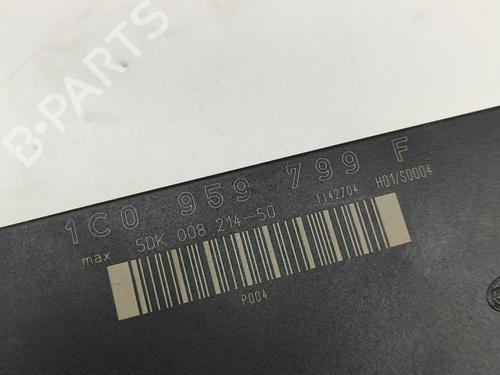 B-PARTS
1C0 959 799 F
max 5DK 008 214-50 1142704 H01/S0004
P004